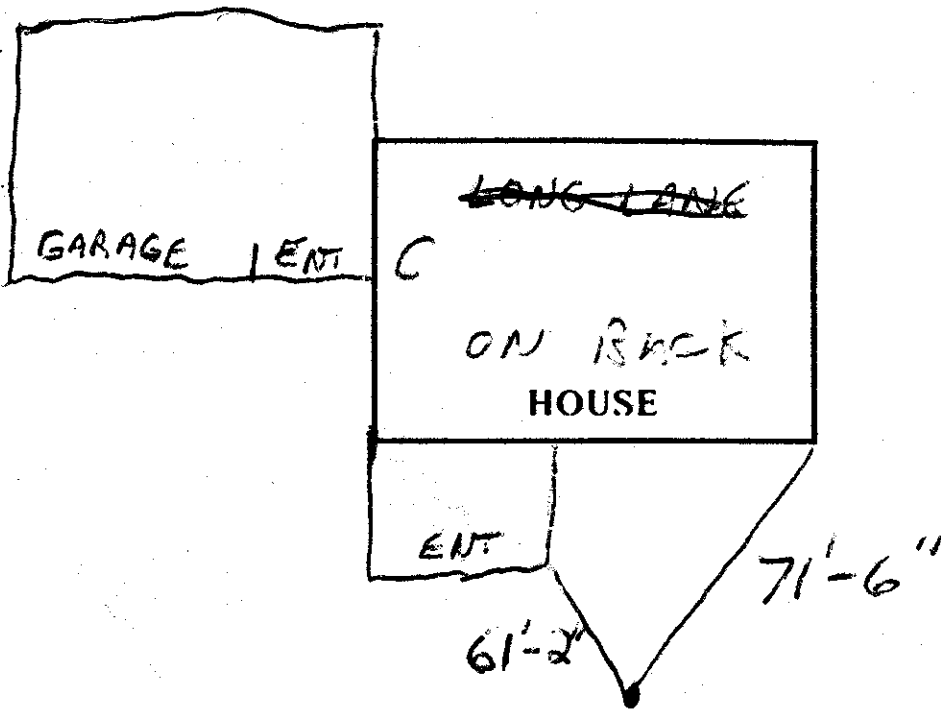 LONG LANE
GARAGE | ENT C
ON BACK
HOUSE
ENT
71'-6"
61'-2"